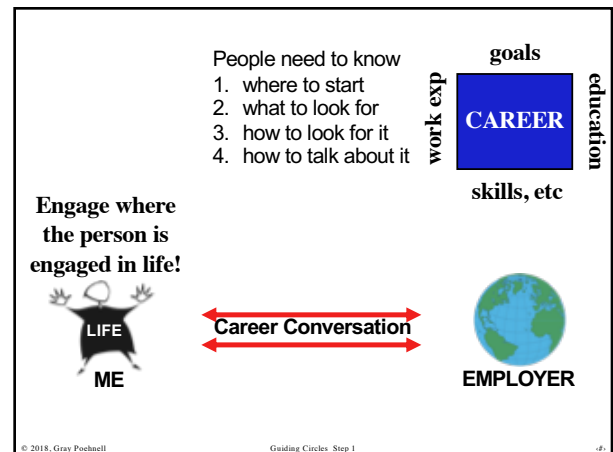 People need to know
1. where to start
2. what to look for
3. how to look for it
4. how to talk about it
goals
work exp
CAREER
education
skills, etc
Engage where
the person is
engaged in life!
LIFE
ME
Career Conversation
EMPLOYER
© 2018, Gray Poehnell
Guiding Circles Step 1
‹#›